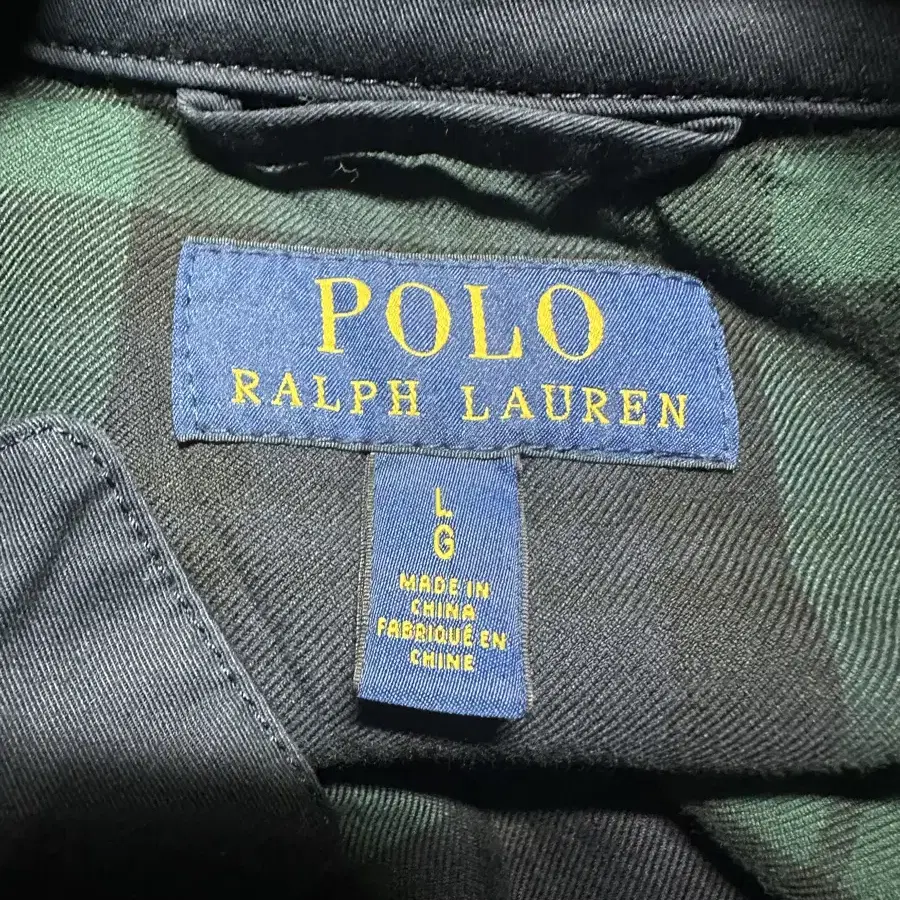 POLO
RALPH LAUREN
L
G
MADE IN
CHINA
FABRIQUÉ EN
CHINE